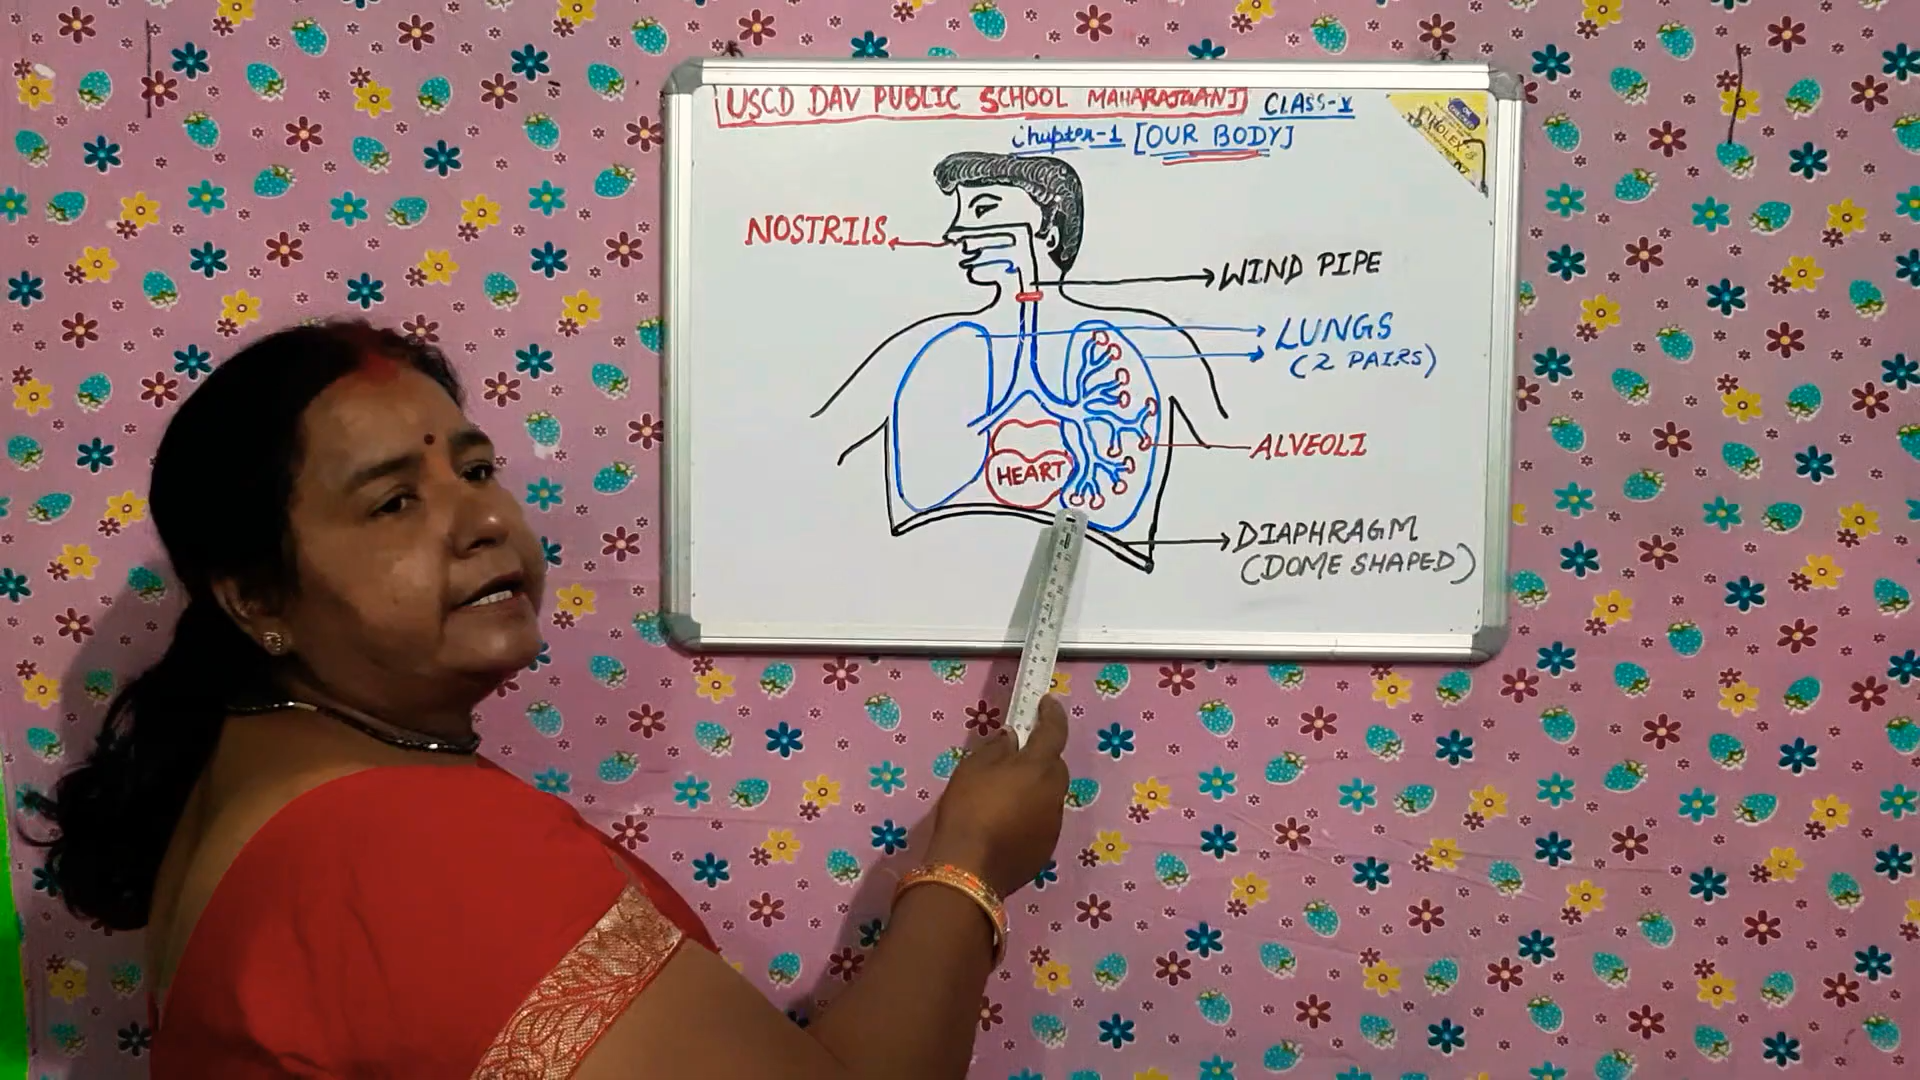 USCD DAV PUBLIC SCHOOL MAHARAJGANJ CLASS-V
Chapter-1 [OUR BODY]
NOSTRILS
WIND PIPE
LUNGS
(2 PAIRS)
ALVEOLI
HEART
DIAPHRAGM
(DOME SHAPED)